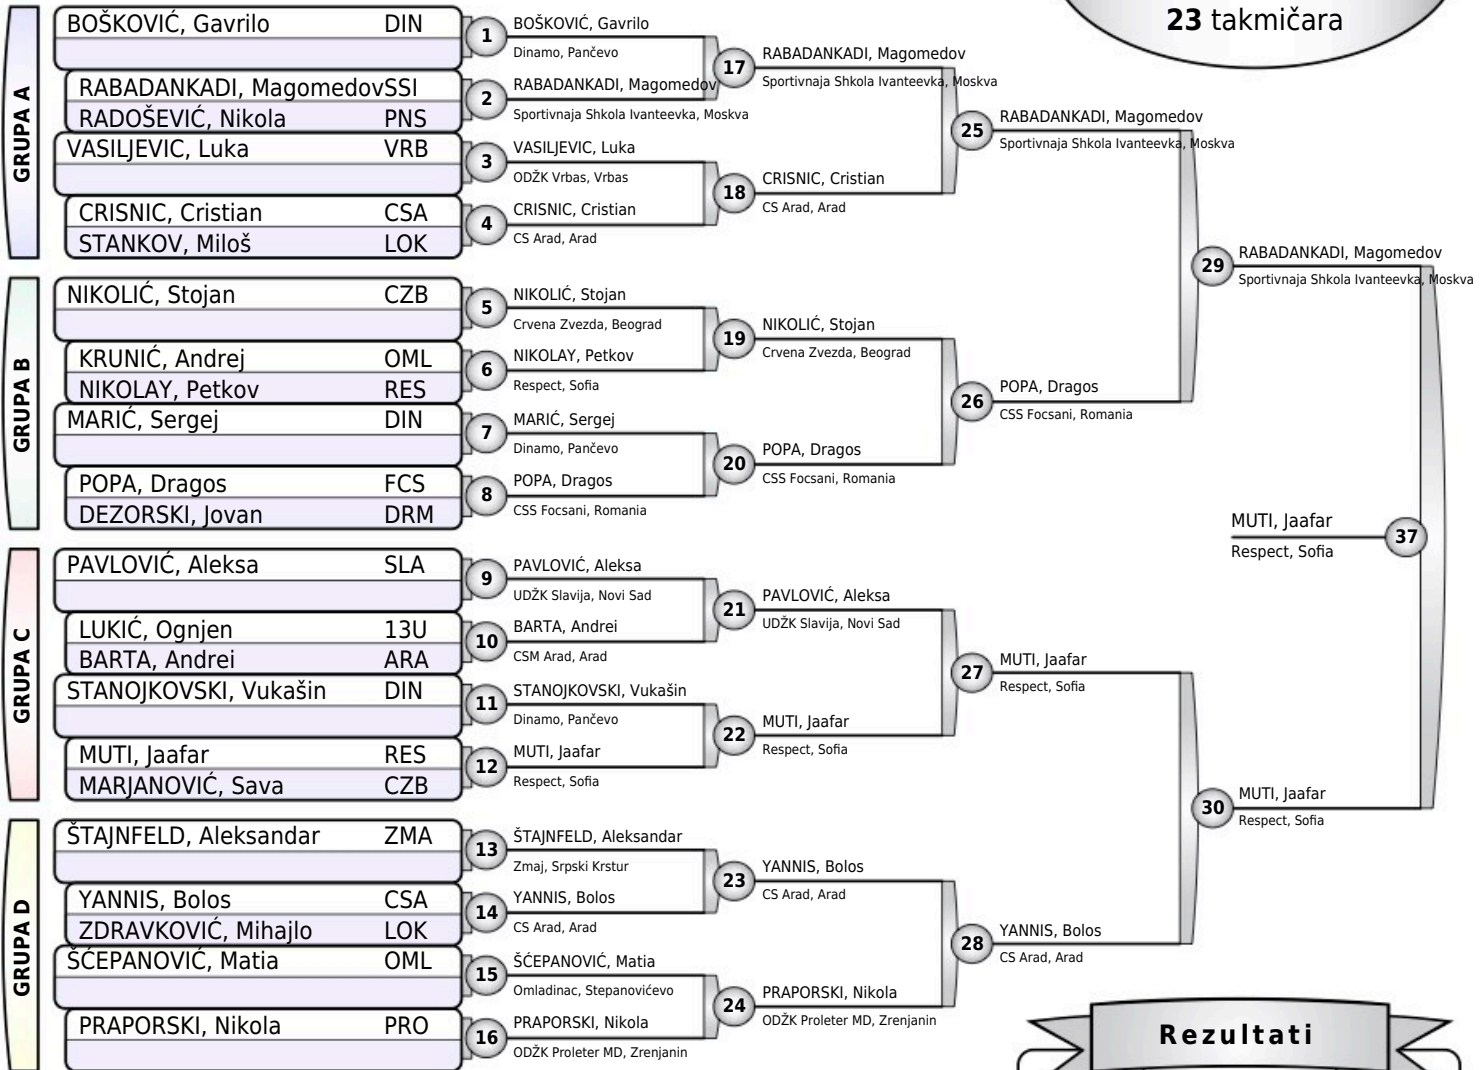 23 takmičara
GRUPA A
BOŠKOVIĆ, Gavrilo DIN
RABADANKADI, Magomedov SSI
RADOŠEVIĆ, Nikola PNS
VASILJEVIC, Luka VRB
CRISNIC, Cristian CSA
STANKOV, Miloš LOK
GRUPA B
NIKOLIĆ, Stojan CZB
KRUNIĆ, Andrej OML
NIKOLAY, Petkov RES
MARIĆ, Sergej DIN
POPA, Dragos FCS
DEZORSKI, Jovan DRM
GRUPA C
PAVLOVIĆ, Aleksa SLA
LUKIĆ, Ognjen 13U
BARTA, Andrei ARA
STANOJKOVSKI, Vukašin DIN
MUTI, Jaafar RES
MARJANOVIĆ, Sava CZB
GRUPA D
ŠTAJNFELD, Aleksandar ZMA
YANNIS, Bolos CSA
ZDRAVKOVIĆ, Mihajlo LOK
ŠĆEPANOVIĆ, Matia OML
PRAPORSKI, Nikola PRO
1 BOŠKOVIĆ, Gavrilo
Dinamo, Pančevo
2 RABADANKADI, Magomedov
Sportivnaja Shkola Ivanteevka, Moskva
3 VASILJEVIC, Luka
ODŽK Vrbas, Vrbas
4 CRISNIC, Cristian
CS Arad, Arad
5 NIKOLIĆ, Stojan
Crvena Zvezda, Beograd
6 NIKOLAY, Petkov
Respect, Sofia
7 MARIĆ, Sergej
Dinamo, Pančevo
8 POPA, Dragos
CSS Focsani, Romania
9 PAVLOVIĆ, Aleksa
UDŽK Slavija, Novi Sad
10 BARTA, Andrei
CSM Arad, Arad
11 STANOJKOVSKI, Vukašin
Dinamo, Pančevo
12 MUTI, Jaafar
Respect, Sofia
13 ŠTAJNFELD, Aleksandar
Zmaj, Srpski Krstur
14 YANNIS, Bolos
CS Arad, Arad
15 ŠĆEPANOVIĆ, Matia
Omladinac, Stepanovićevo
16 PRAPORSKI, Nikola
ODŽK Proleter MD, Zrenjanin
17 RABADANKADI, Magomedov
Sportivnaja Shkola Ivanteevka, Moskva
18 CRISNIC, Cristian
CS Arad, Arad
19 NIKOLIĆ, Stojan
Crvena Zvezda, Beograd
20 POPA, Dragos
CSS Focsani, Romania
21 PAVLOVIĆ, Aleksa
UDŽK Slavija, Novi Sad
22 MUTI, Jaafar
Respect, Sofia
23 YANNIS, Bolos
CS Arad, Arad
24 PRAPORSKI, Nikola
ODŽK Proleter MD, Zrenjanin
25 RABADANKADI, Magomedov
Sportivnaja Shkola Ivanteevka, Moskva
26 POPA, Dragos
CSS Focsani, Romania
27 MUTI, Jaafar
Respect, Sofia
28 YANNIS, Bolos
CS Arad, Arad
29 RABADANKADI, Magomedov
Sportivnaja Shkola Ivanteevka, Moskva
30 MUTI, Jaafar
Respect, Sofia
MUTI, Jaafar 37
Respect, Sofia
Rezultati